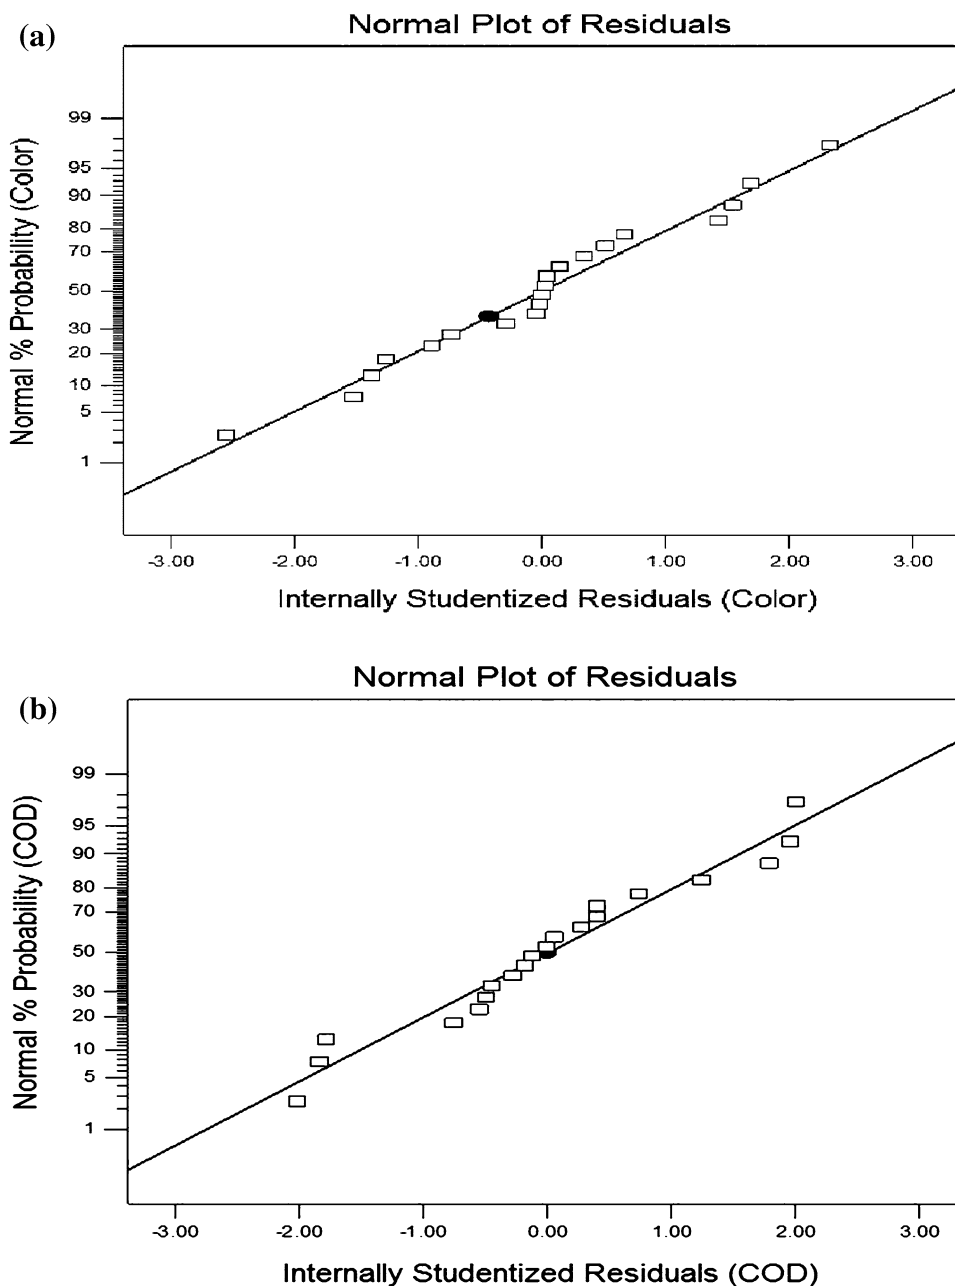 (a)
Normal Plot of Residuals
Normal % Probability (Color)
99
95
90
80
70
50
30
20
10
5
1
-3.00 -2.00 -1.00 0.00 1.00 2.00 3.00
Internally Studentized Residuals (Color)
(b)
Normal Plot of Residuals
Normal % Probability (COD)
99
95
90
80
70
50
30
20
10
5
1
-3.00 -2.00 -1.00 0.00 1.00 2.00 3.00
Internally Studentized Residuals (COD)